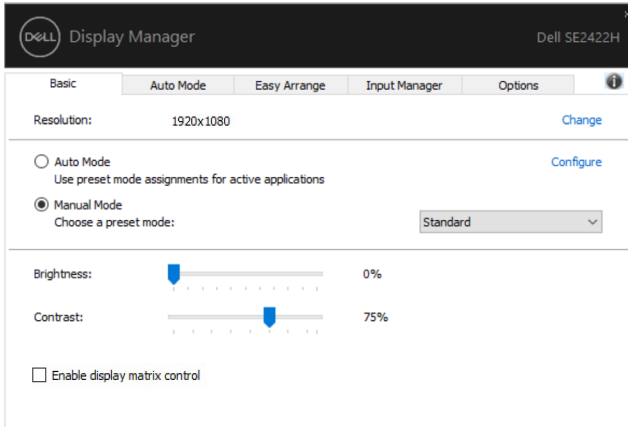 DELL Display Manager
Dell SE2422H
Basic
Auto Mode
Easy Arrange
Input Manager
Options
Resolution: 1920x1080 Change
Auto Mode Configure
Use preset mode assignments for active applications
Manual Mode
Choose a preset mode: Standard
Brightness: 0%
Contrast: 75%
Enable display matrix control